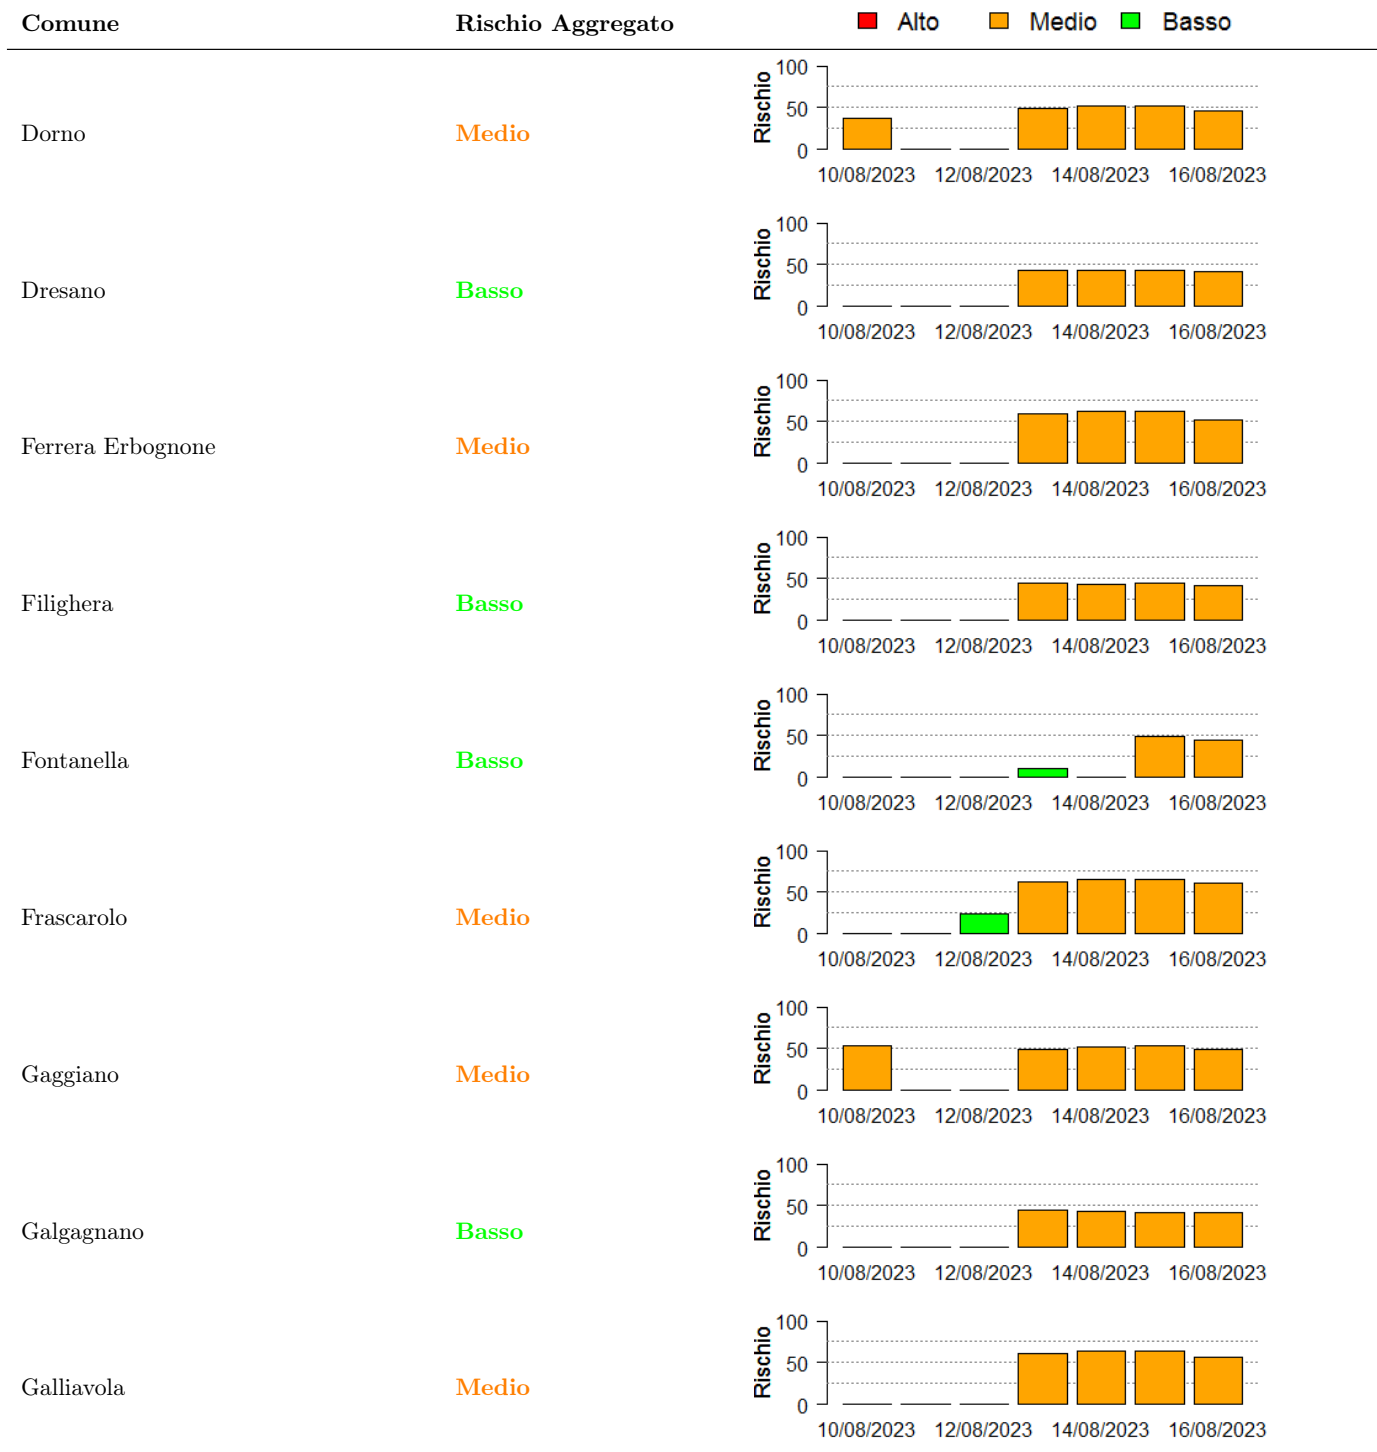 Comune Rischio Aggregato Alto Medio Basso
Dorno Medio
Rischio
100
50
0
10/08/2023 12/08/2023 14/08/2023 16/08/2023
Dresano Basso
Rischio
100
50
0
10/08/2023 12/08/2023 14/08/2023 16/08/2023
Ferrera Erbognone Medio
Rischio
100
50
0
10/08/2023 12/08/2023 14/08/2023 16/08/2023
Filighera Basso
Rischio
100
50
0
10/08/2023 12/08/2023 14/08/2023 16/08/2023
Fontanella Basso
Rischio
100
50
0
10/08/2023 12/08/2023 14/08/2023 16/08/2023
Frascarolo Medio
Rischio
100
50
0
10/08/2023 12/08/2023 14/08/2023 16/08/2023
Gaggiano Medio
Rischio
100
50
0
10/08/2023 12/08/2023 14/08/2023 16/08/2023
Galgagnano Basso
Rischio
100
50
0
10/08/2023 12/08/2023 14/08/2023 16/08/2023
Galliavola Medio
Rischio
100
50
0
10/08/2023 12/08/2023 14/08/2023 16/08/2023